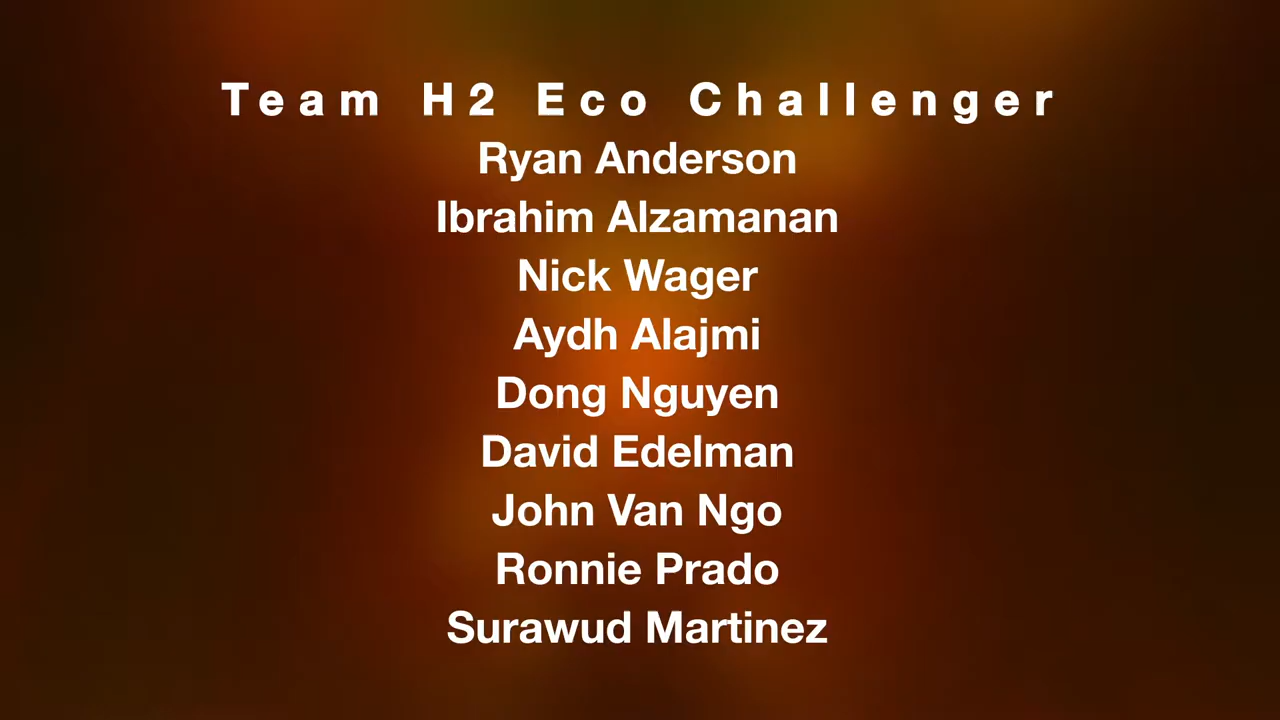 Team H2 Eco Challenger
Ryan Anderson
Ibrahim Alzamanan
Nick Wager
Aydh Alajmi
Dong Nguyen
David Edelman
John Van Ngo
Ronnie Prado
Surawud Martinez